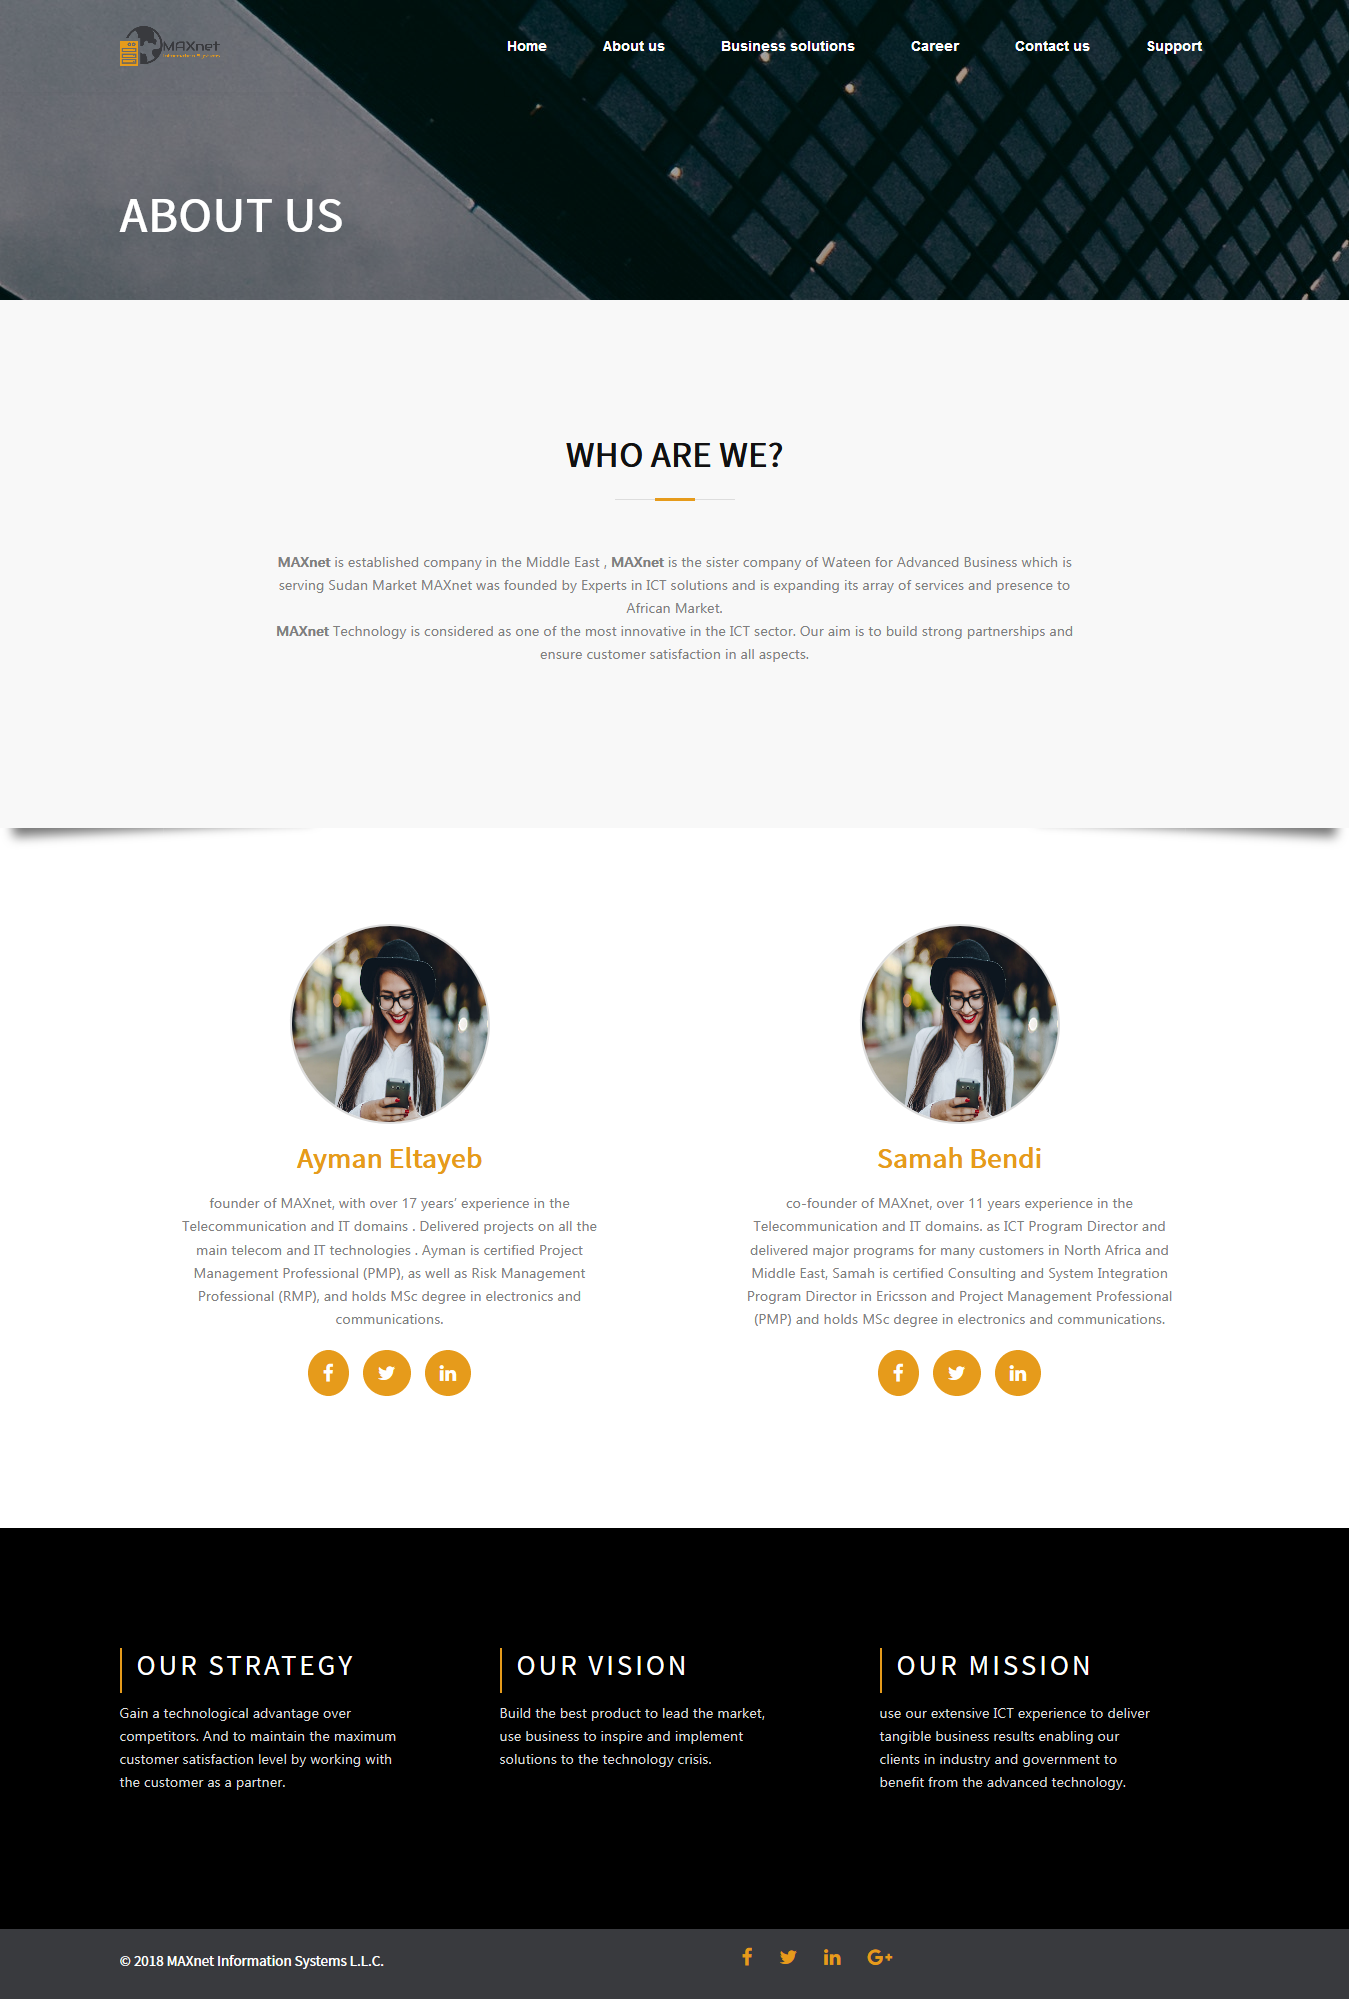 MAXnet
Home
About us
Business solutions
Career
Contact us
Support
ABOUT US
WHO ARE WE?
MAXnet is established company in the Middle East , MAXnet is the sister company of Wateen for Advanced Business which is
serving Sudan Market MAXnet was founded by Experts in ICT solutions and is expanding its array of services and presence to
African Market.
MAXnet Technology is considered as one of the most innovative in the ICT sector. Our aim is to build strong partnerships and
ensure customer satisfaction in all aspects.
Ayman Eltayeb
founder of MAXnet, with over 17 years’ experience in the
Telecommunication and IT domains . Delivered projects on all the
main telecom and IT technologies . Ayman is certified Project
Management Professional (PMP), as well as Risk Management
Professional (RMP), and holds MSc degree in electronics and
communications.
Samah Bendi
co-founder of MAXnet, over 11 years experience in the
Telecommunication and IT domains. as ICT Program Director and
delivered major programs for many customers in North Africa and
Middle East, Samah is certified Consulting and System Integration
Program Director in Ericsson and Project Management Professional
(PMP) and holds MSc degree in electronics and communications.
OUR STRATEGY
Gain a technological advantage over
competitors. And to maintain the maximum
customer satisfaction level by working with
the customer as a partner.
OUR VISION
Build the best product to lead the market,
use business to inspire and implement
solutions to the technology crisis.
OUR MISSION
use our extensive ICT experience to deliver
tangible business results enabling our
clients in industry and government to
benefit from the advanced technology.
© 2018 MAXnet Information Systems L.L.C.